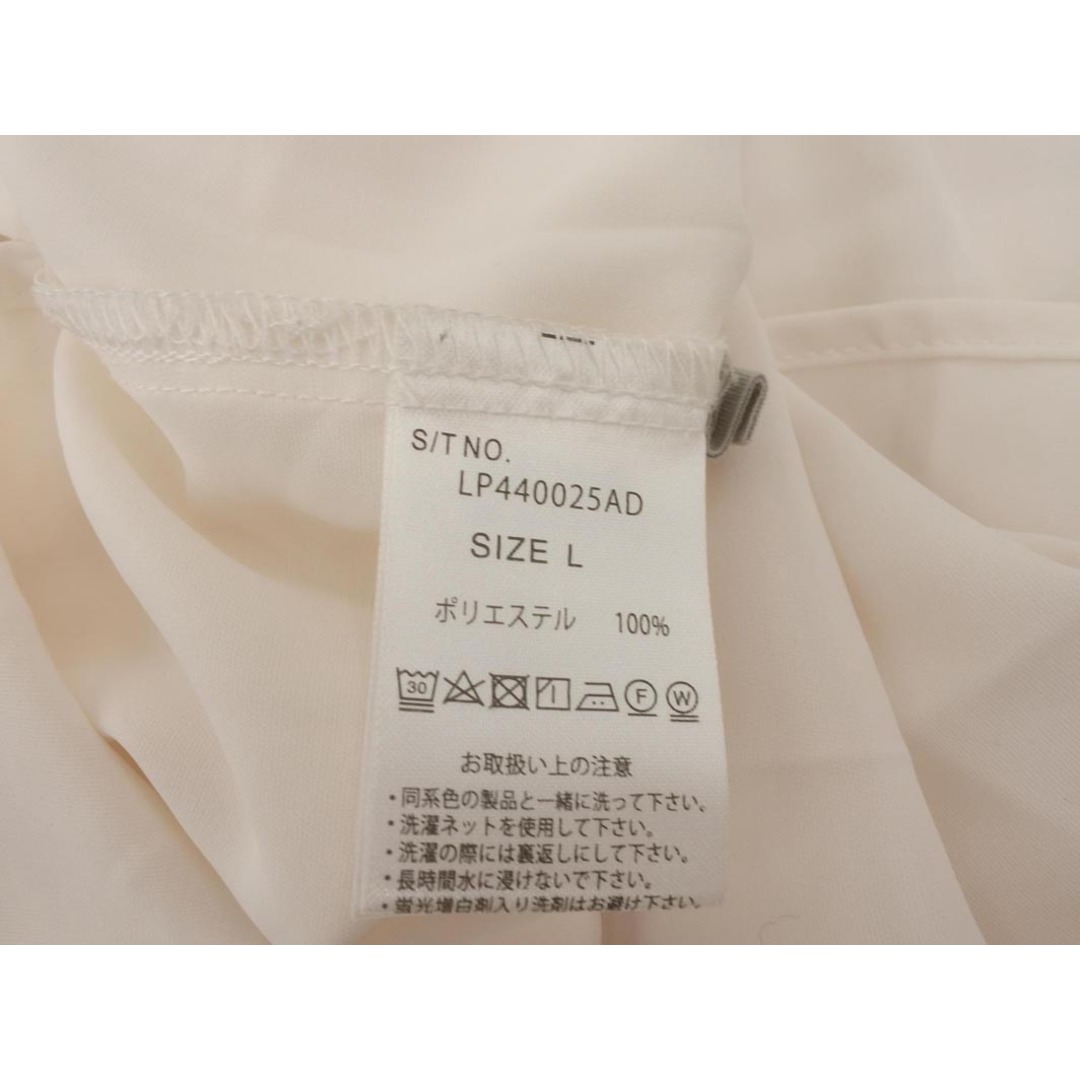 S/T NO.
LP440025AD
SIZE L
ポリエステル 100%
30 F W
お取扱い上の注意
・同系色の製品と一緒に洗って下さい。
・洗濯ネットを使用して下さい。
・洗濯の際には裏返しにして下さい。
・長時間水に浸けないで下さい。
・蛍光増白剤入り洗剤はお避け下さい。